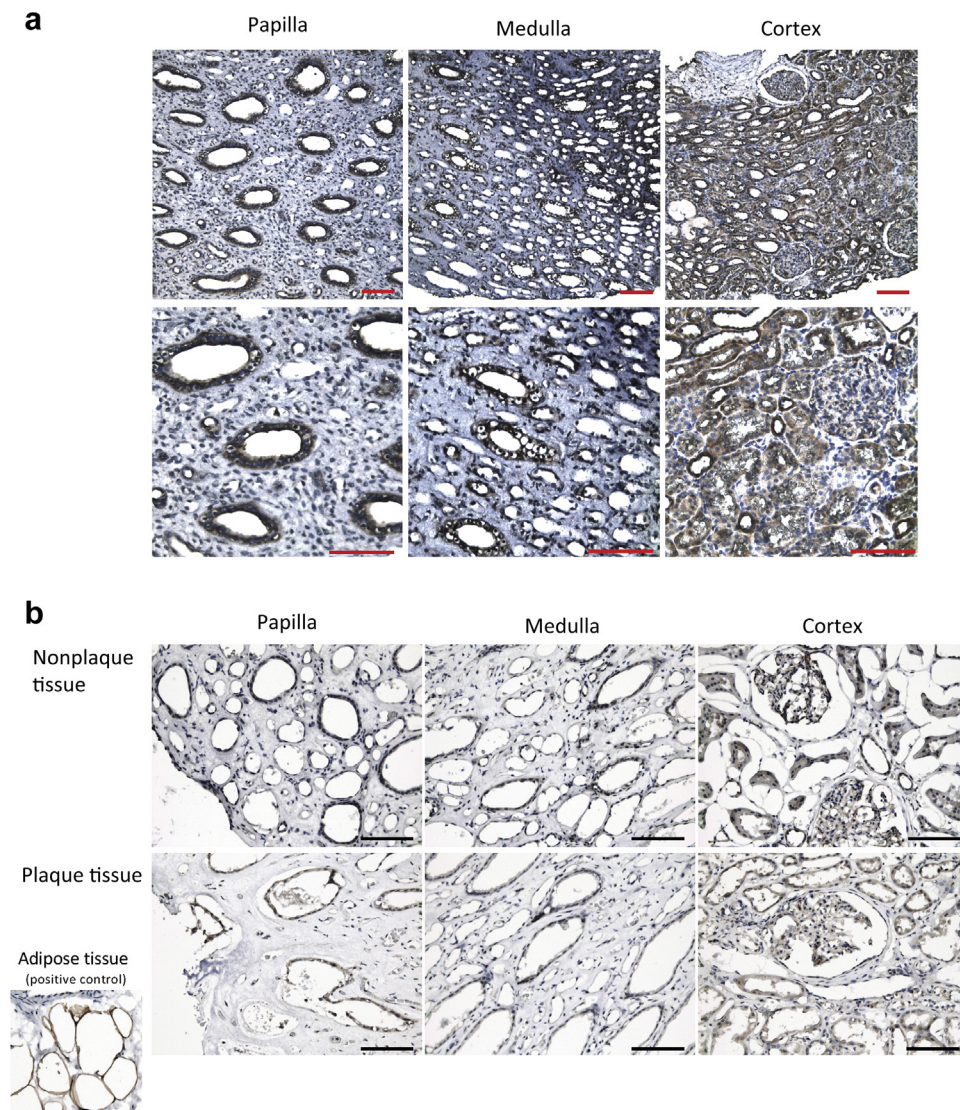 a
Papilla Medulla Cortex
b
Papilla Medulla Cortex
Nonplaque
tissue
Plaque tissue
Adipose tissue
(positive control)